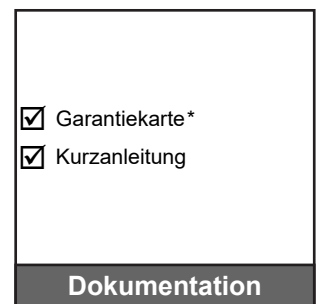 ☑ Garantiekarte*
☑ Kurzanleitung
Dokumentation